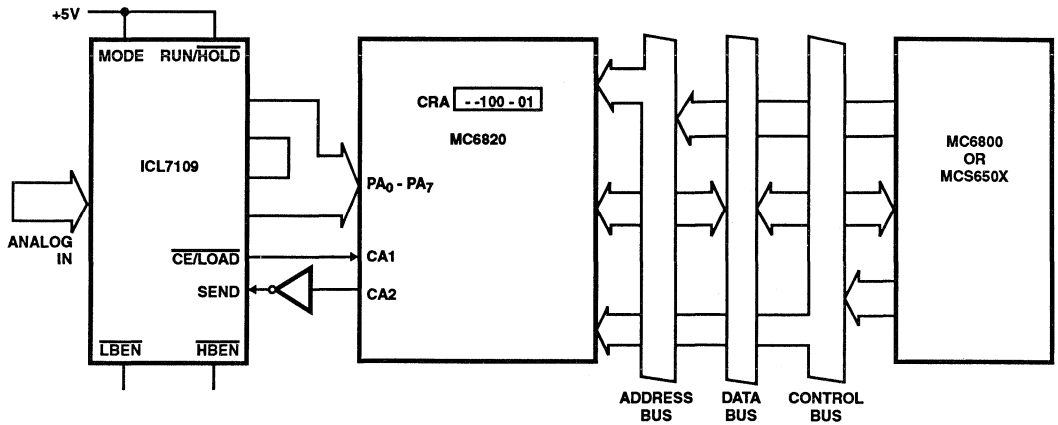 +5V
MODE RUN/HOLD
ICL7109
ANALOG
IN
CE/LOAD
SEND
LBEN HBEN
CRA - -100 - 01
MC6820
PA0 - PA7
CA1
CA2
MC6800
OR
MCS650X
ADDRESS
BUS
DATA
BUS
CONTROL
BUS